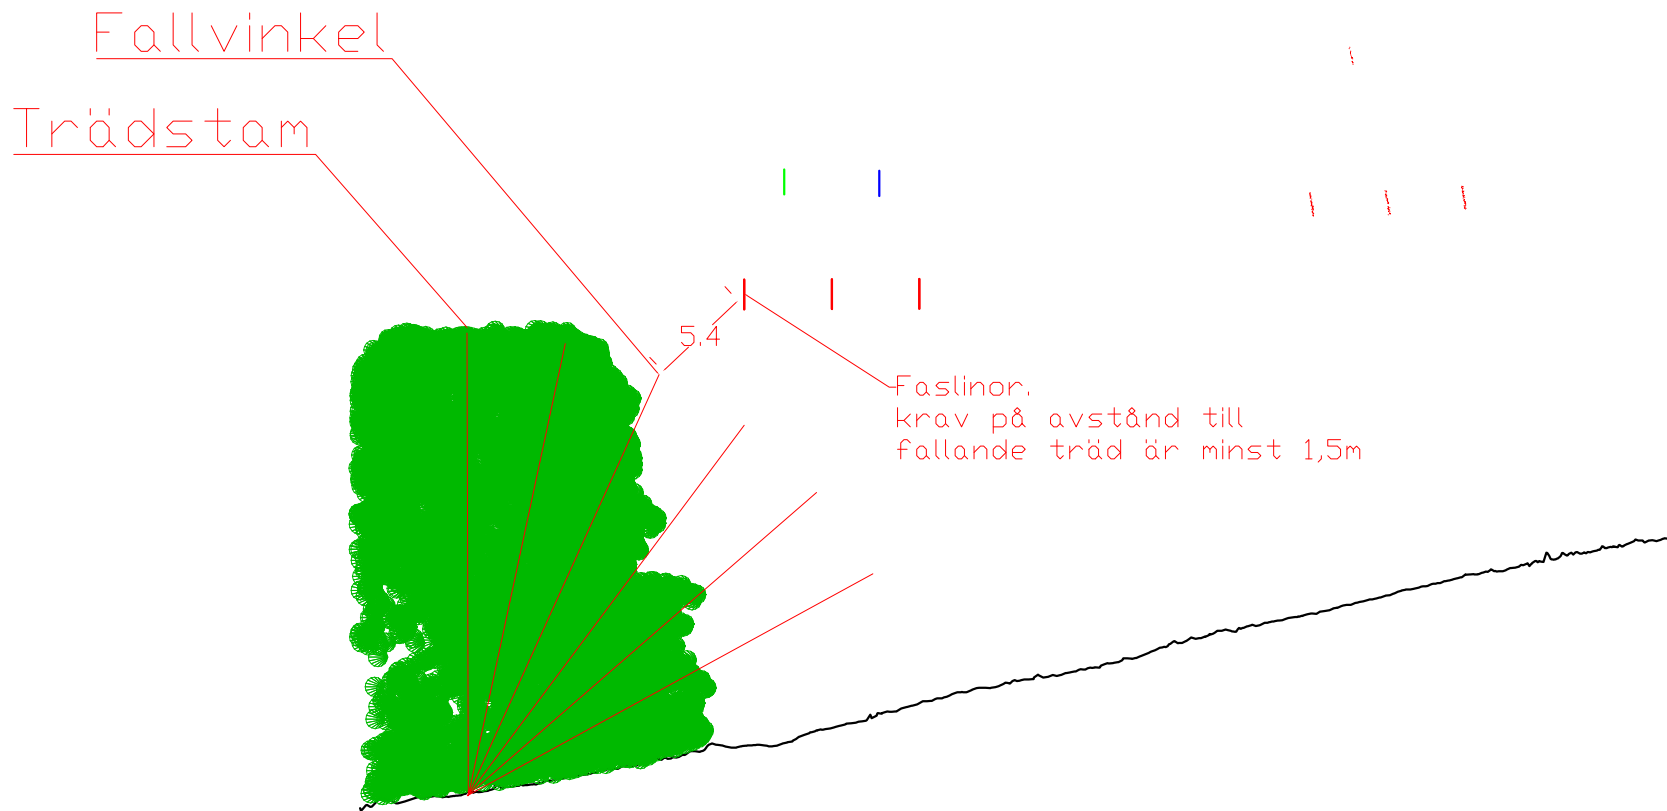 Fallvinkel
Trädstam
5.4
Faslinor.
krav på avstånd till
fallande träd är minst 1,5m